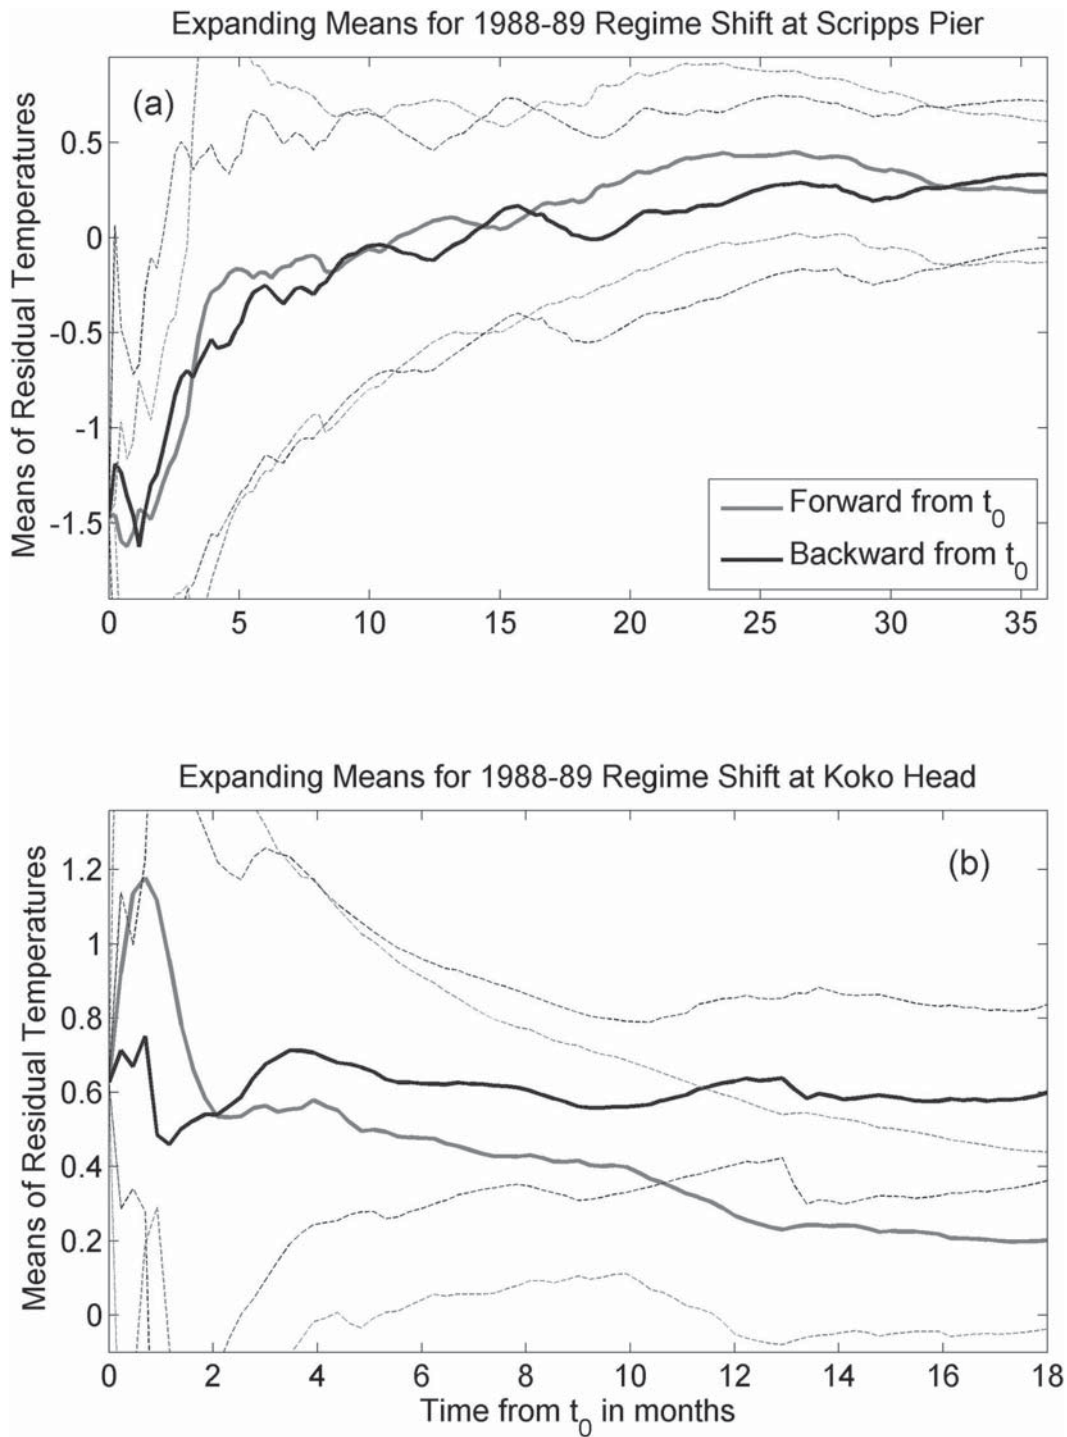 Expanding Means for 1988-89 Regime Shift at Scripps Pier
(a)
Means of Residual Temperatures
0.5
0
-0.5
-1
-1.5
Forward from t0
Backward from t0
0 5 10 15 20 25 30 35
Expanding Means for 1988-89 Regime Shift at Koko Head
(b)
Means of Residual Temperatures
1.2
1
0.8
0.6
0.4
0.2
0
0 2 4 6 8 10 12 14 16 18
Time from t0 in months